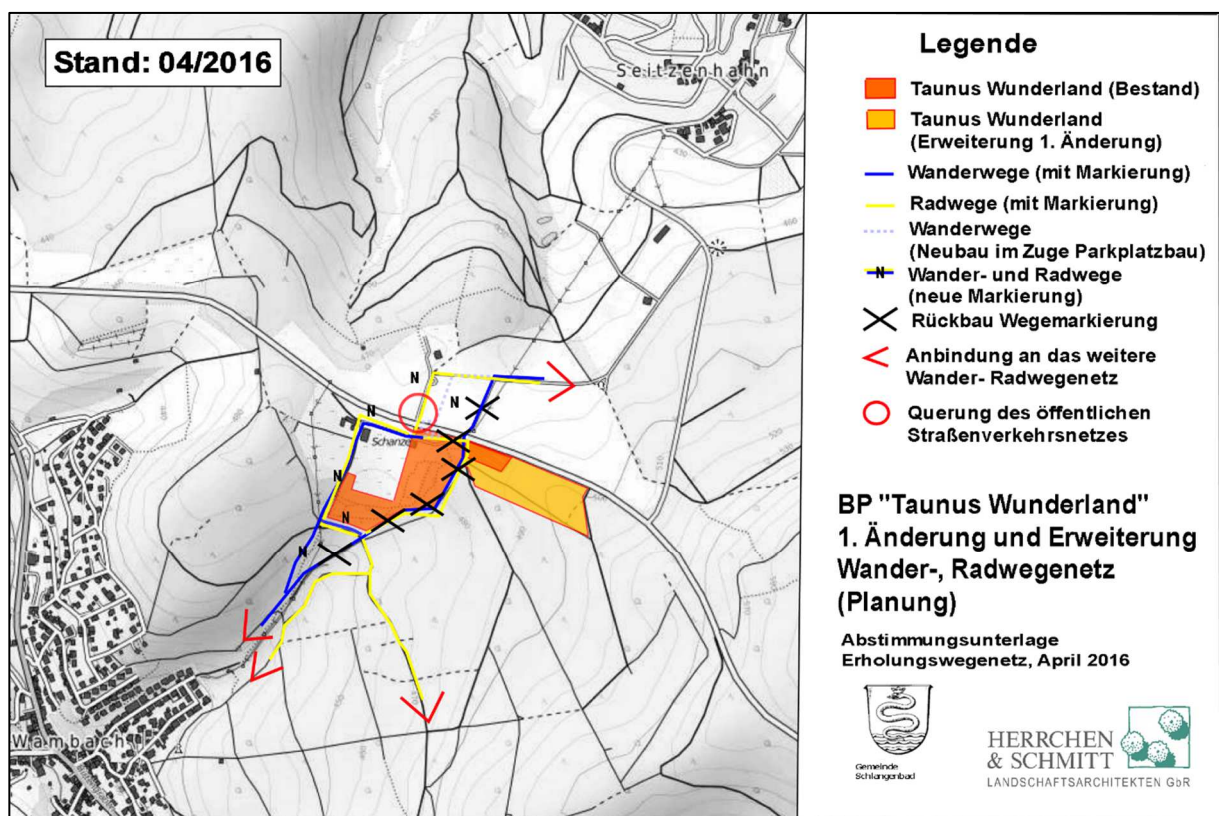 Stand: 04/2016
Seitzenhahn
Schanze
Wambach
N
N
N
N
N
N
Legende
Taunus Wunderland (Bestand)
Taunus Wunderland
(Erweiterung 1. Änderung)
Wanderwege (mit Markierung)
Radwege (mit Markierung)
Wanderwege
(Neubau im Zuge Parkplatzbau)
N Wander- und Radwege
(neue Markierung)
Rückbau Wegemarkierung
Anbindung an das weitere
Wander- Radwegenetz
Querung des öffentlichen
Straßenverkehrsnetzes
BP "Taunus Wunderland"
1. Änderung und Erweiterung
Wander-, Radwegenetz
(Planung)
Abstimmungsunterlage
Erholungswegenetz, April 2016
Gemeinde
Schlangenbad
HERRCHEN
& SCHMITT
LANDSCHAFTSARCHITEKTEN GbR